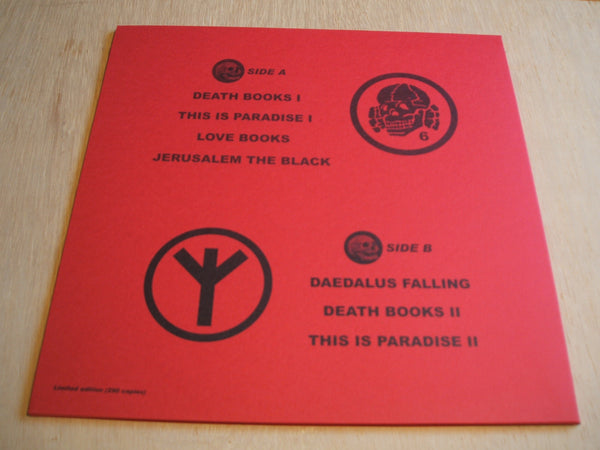 SIDE A
DEATH BOOKS I
THIS IS PARADISE I
LOVE BOOKS
JERUSALEM THE BLACK
6
SIDE B
DAEDALUS FALLING
DEATH BOOKS II
THIS IS PARADISE II
Limited edition copies)